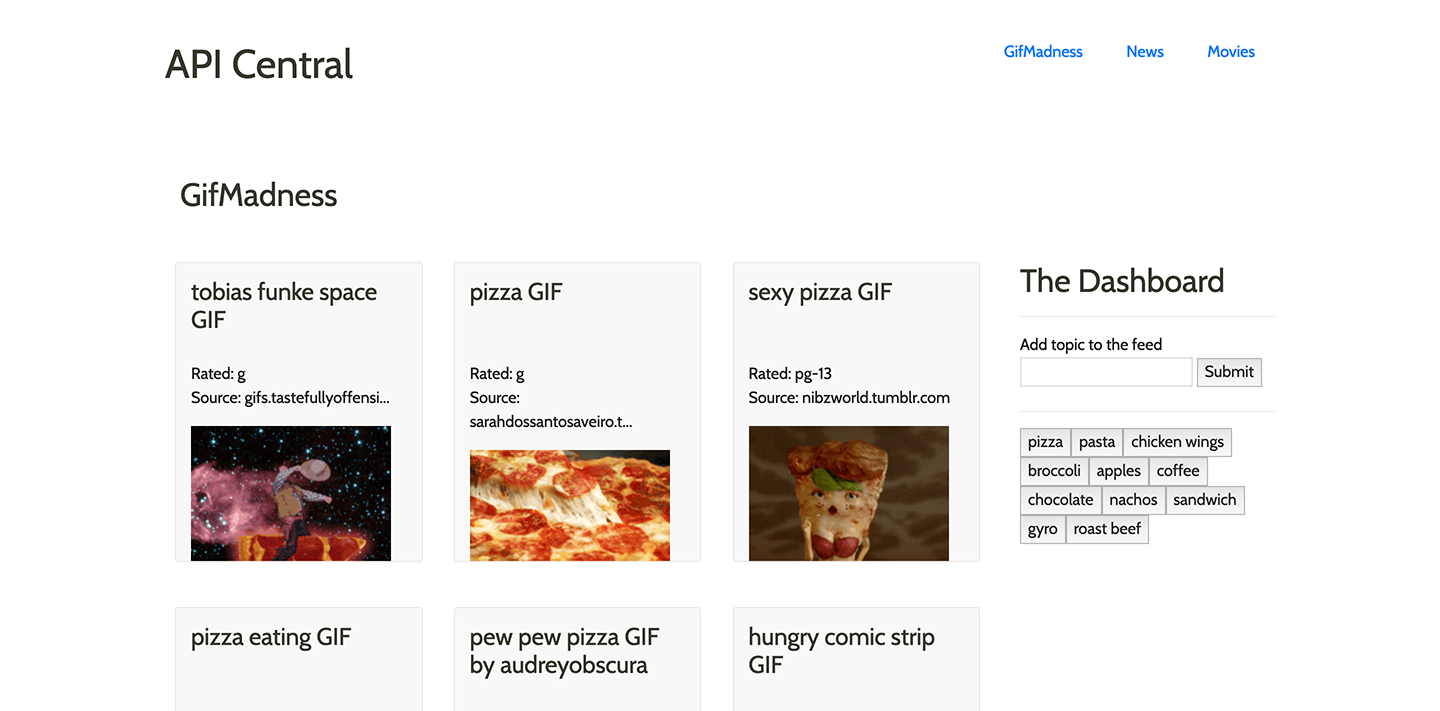 API Central
GifMadness News Movies
GifMadness
tobias funke space
GIF
Rated: g
Source: gifs.tastefullyoffensi...
pizza GIF
Rated: g
Source:
sarahdossantosaveiro.t...
sexy pizza GIF
Rated: pg-13
Source: nibzworld.tumblr.com
pizza eating GIF
pew pew pizza GIF
by audreyobscura
hungry comic strip
GIF
The Dashboard
Add topic to the feed
Submit
pizza pasta chicken wings
broccoli apples coffee
chocolate nachos sandwich
gyro roast beef